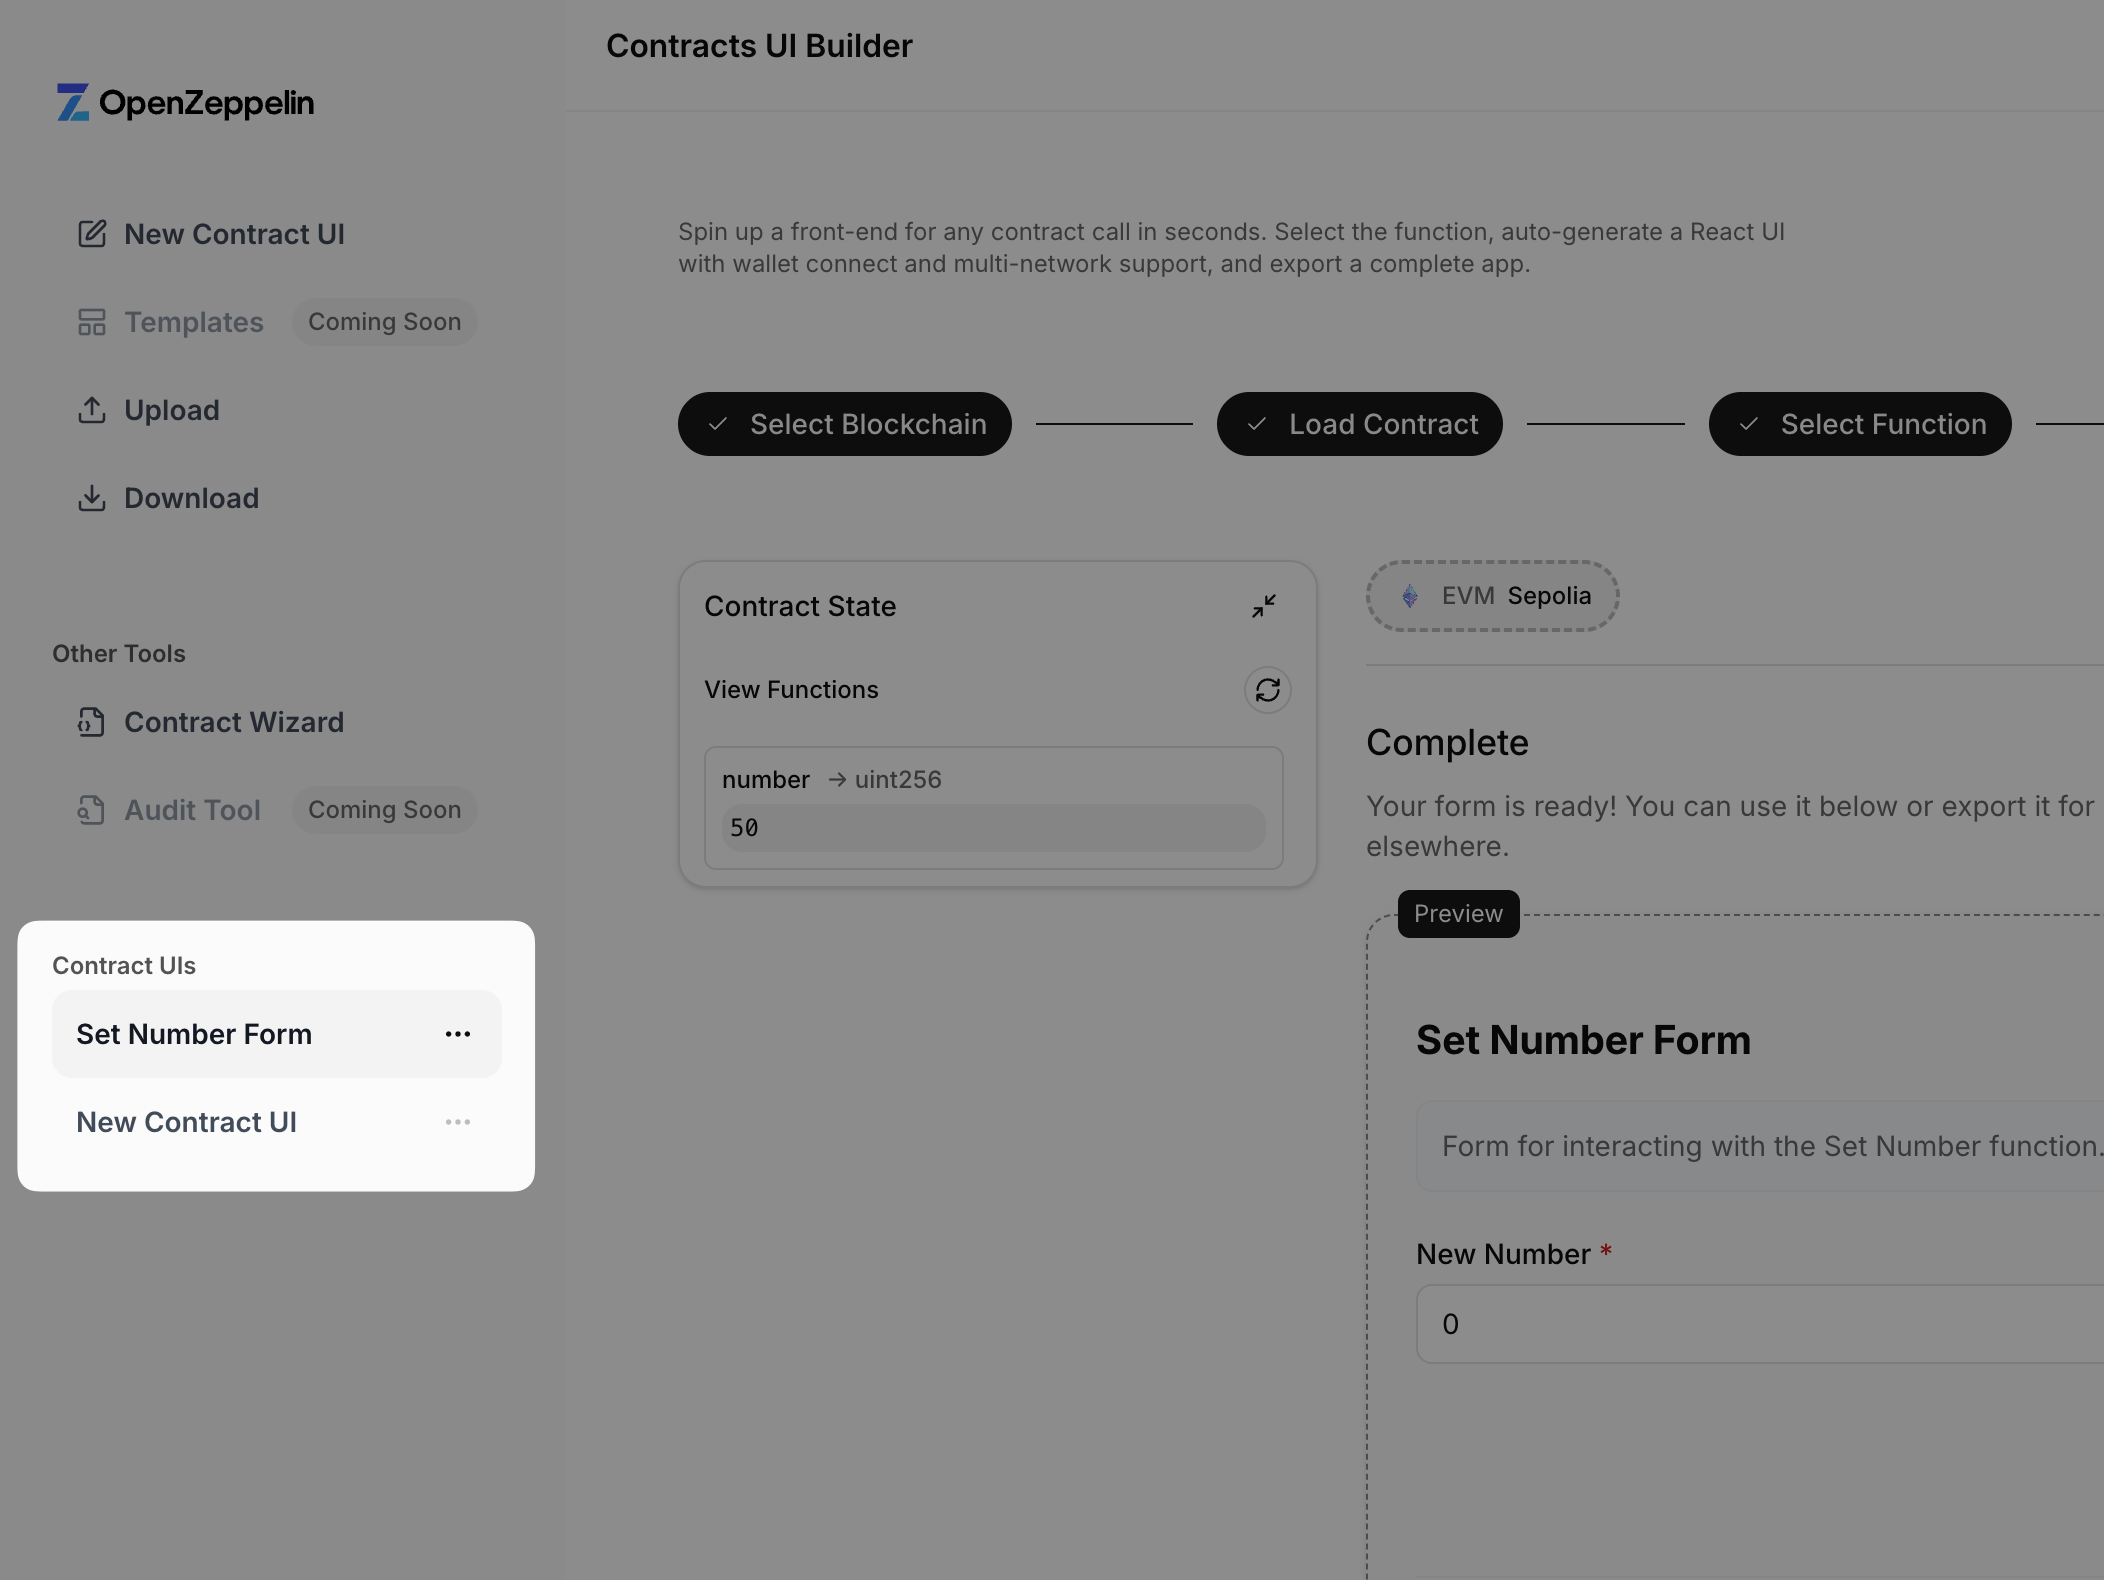 OpenZeppelin
New Contract UI
Templates Coming Soon
Upload
Download
Other Tools
Contract Wizard
Audit Tool Coming Soon
Contract UIs
Set Number Form
New Contract UI
Contracts UI Builder
Spin up a front-end for any contract call in seconds. Select the function, auto-generate a React UI
with wallet connect and multi-network support, and export a complete app.
Select Blockchain Load Contract Select Function
Contract State
View Functions
number → uint256
50
EVM Sepolia
Complete
Your form is ready! You can use it below or export it for
elsewhere.
Preview
Set Number Form
Form for interacting with the Set Number function.
New Number *
0